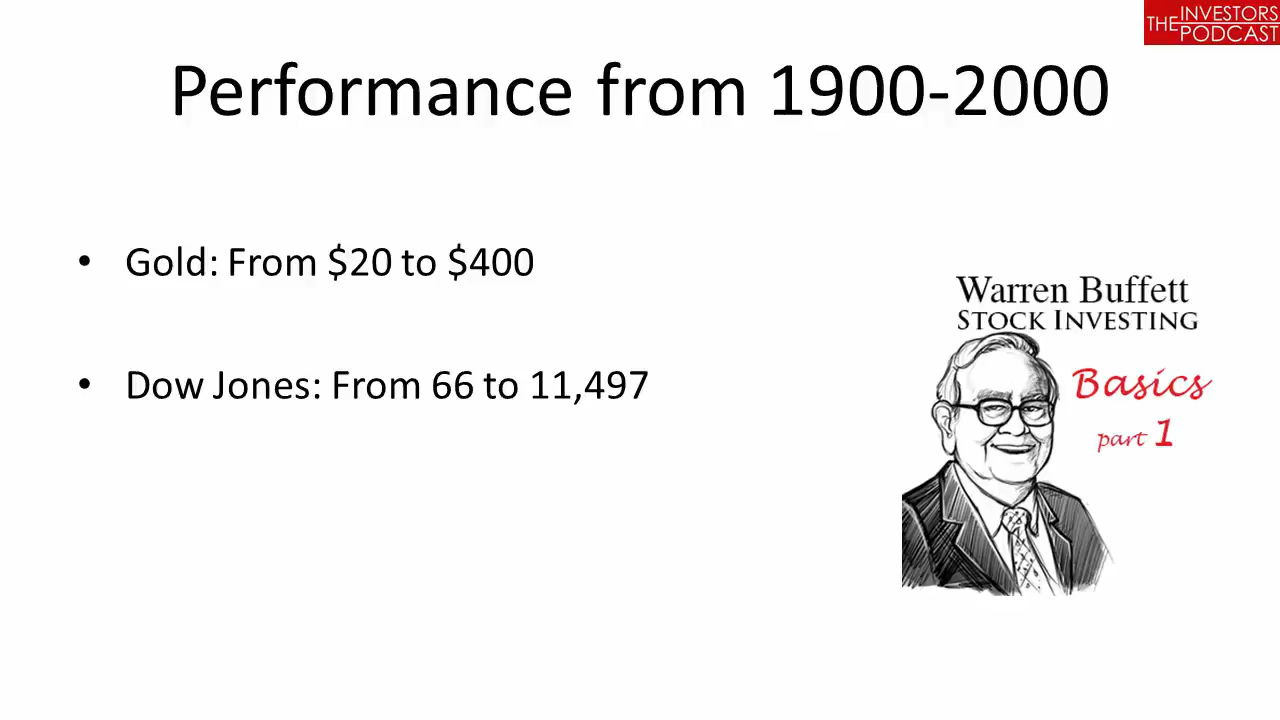 THE INVESTORS
PODCAST
Performance from 1900-2000
• Gold: From $20 to $400
• Dow Jones: From 66 to 11,497
Warren Buffett
STOCK INVESTING
Basics
part 1